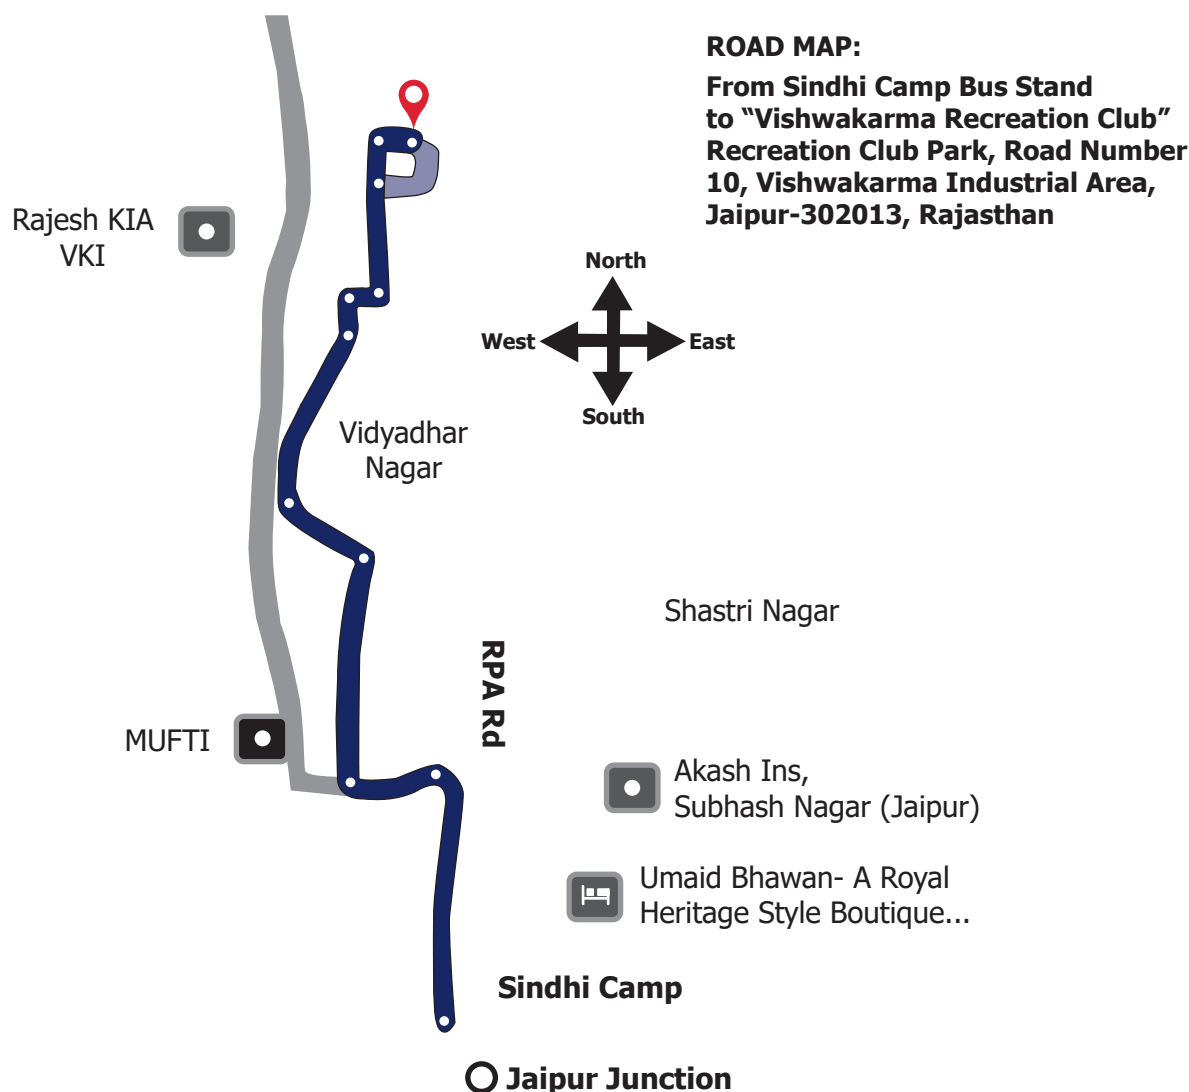 ROAD MAP:
From Sindhi Camp Bus Stand
to “Vishwakarma Recreation Club”
Recreation Club Park, Road Number
10, Vishwakarma Industrial Area,
Jaipur-302013, Rajasthan
Rajesh KIA
VKI
North
West
East
South
Vidyadhar
Nagar
Shastri Nagar
RPA Rd
MUFTI
Akash Ins,
Subhash Nagar (Jaipur)
Umaid Bhawan- A Royal
Heritage Style Boutique...
Sindhi Camp
Jaipur Junction